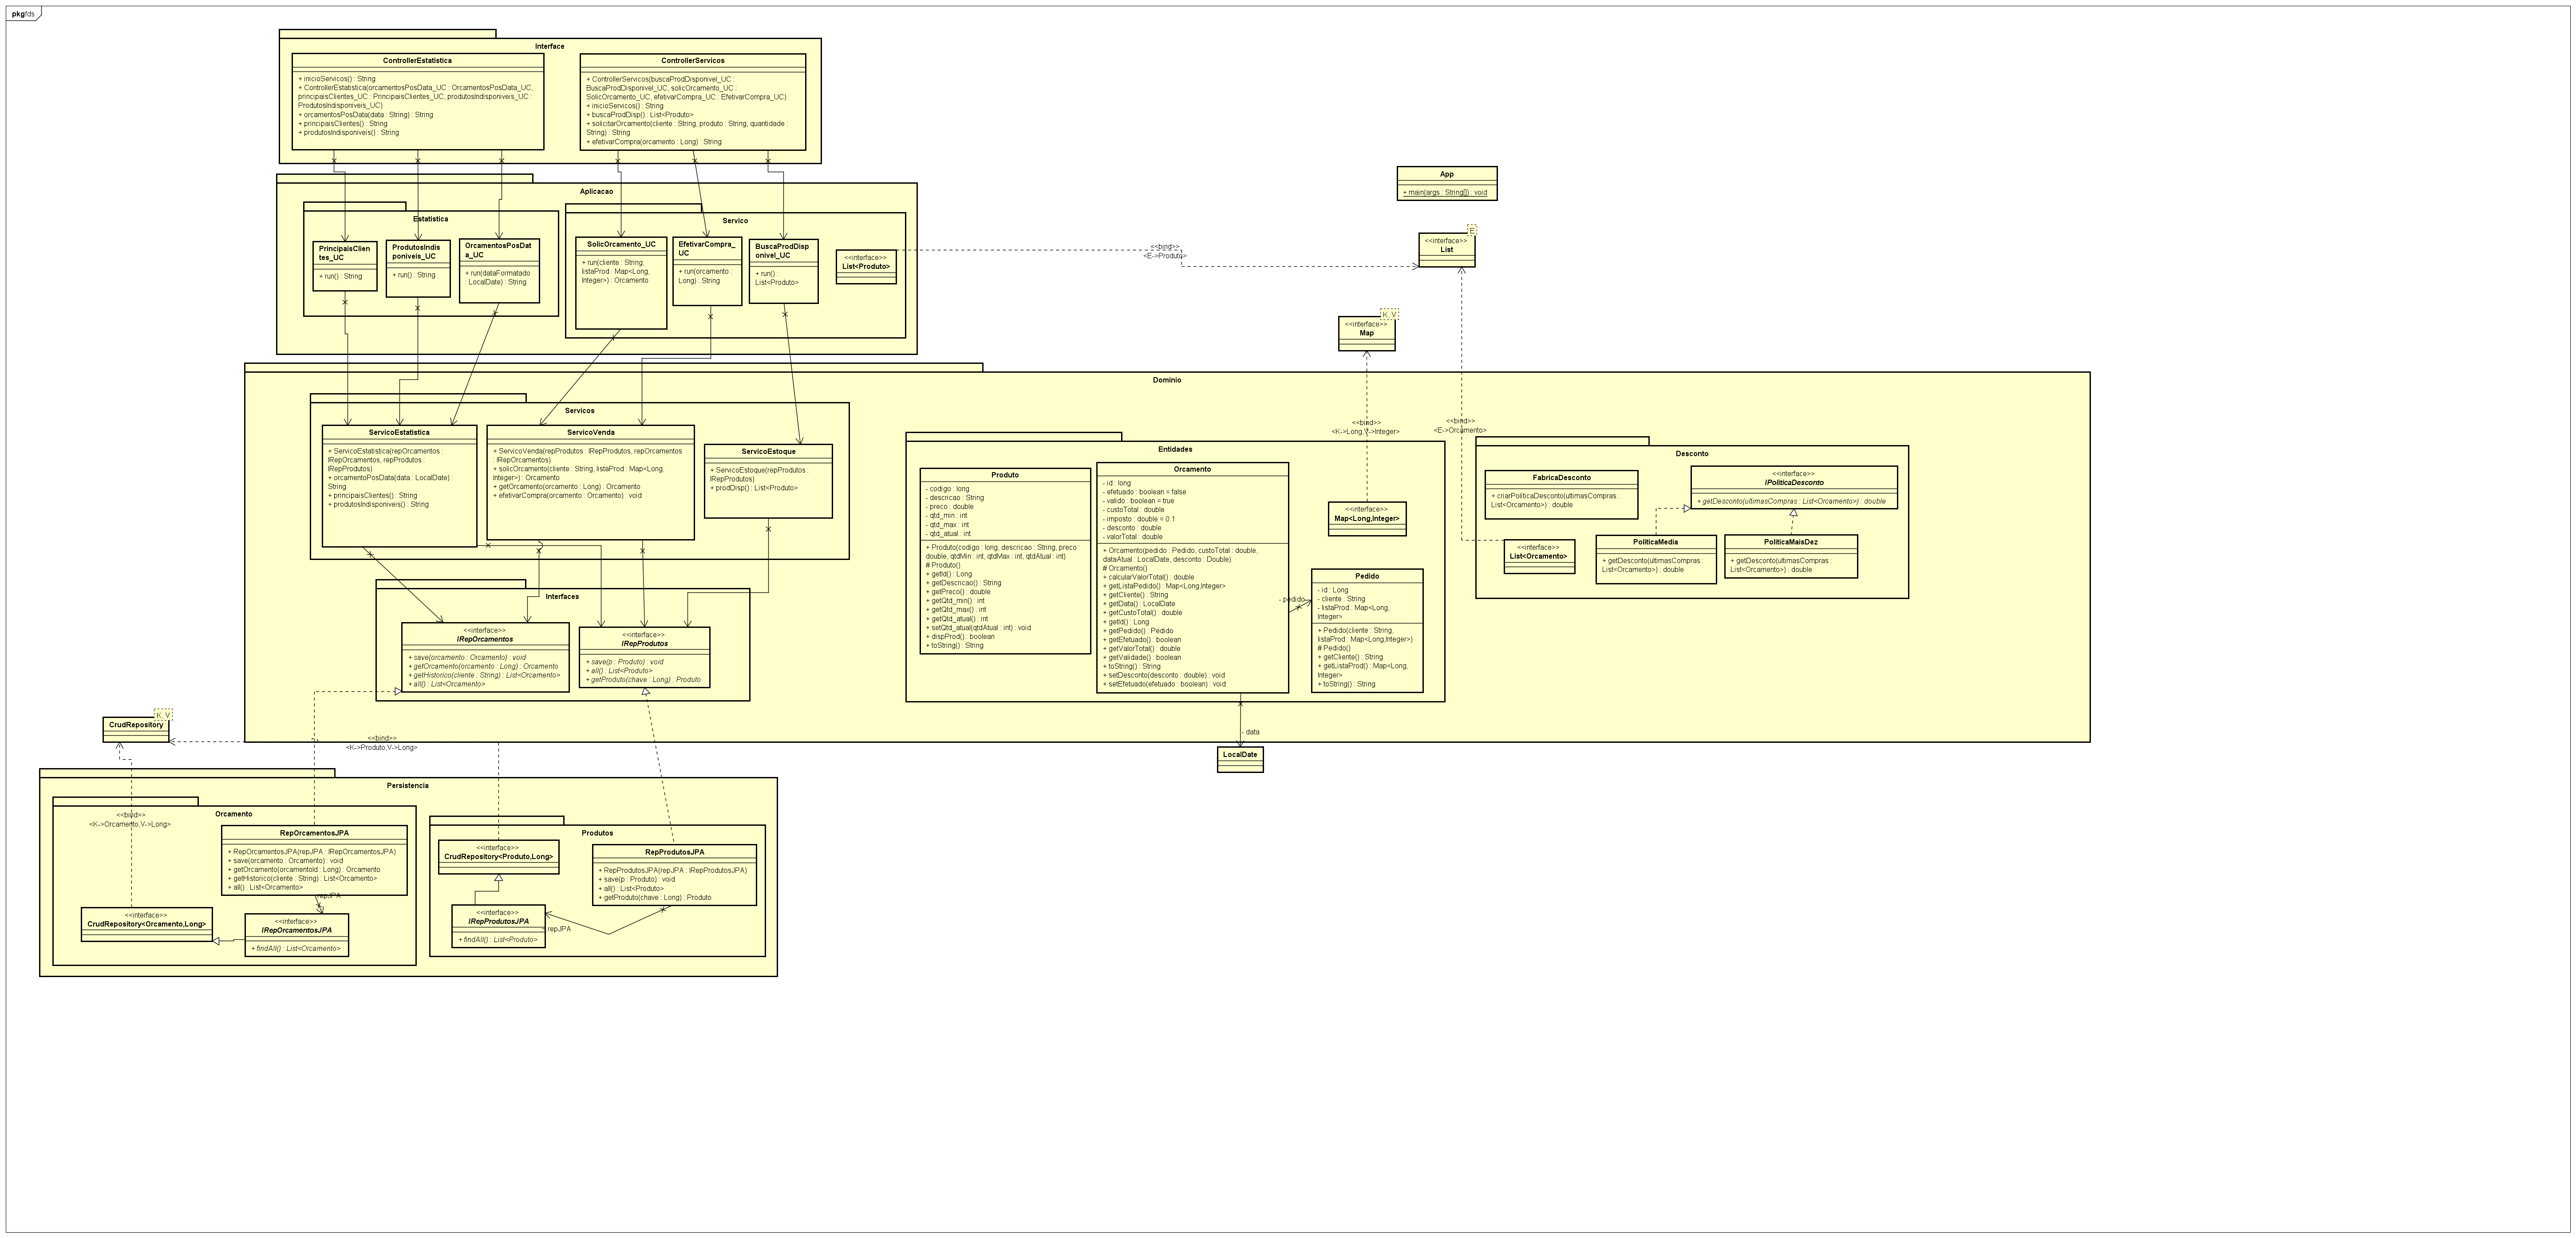 pkg fds
Interface
ControllerEstatistica
+ inicioServicos() : String
+ ControllerEstatistica(orcamentosPosData_UC : OrcamentosPosData_UC,
principaisClientes_UC : PrincipaisClientes_UC, produtosIndisponiveis_UC :
ProdutosIndisponiveis_UC)
+ orcamentosPosData(data : String) : String
+ principaisClientes() : String
+ produtosIndisponiveis() : String
ControllerServicos
+ ControllerServicos(buscaProdDisponivel_UC :
BuscaProdDisponivel_UC, solicOrcamento_UC :
SolicOrcamento_UC, efetivarCompra_UC : EfetivarCompra_UC)
+ inicioServicos() : String
+ buscaProdDisp() : List<Produto>
+ solicitarOrcamento(cliente : String, produto : String, quantidade :
String) : String
+ efetivarCompra(orcamento : Long) : String
App
+ main(args : String[]) : void
Aplicacao
Estatistica
PrincipaisClien
tes_UC
+ run() : String
ProdutosIndis
poniveis_UC
+ run() : String
OrcamentosPosDat
a_UC
+ run(dataFormatado
: LocalDate) : String
Servico
SolicOrcamento_UC
+ run(cliente : String,
listaProd : Map<Long,
Integer>) : Orcamento
EfetivarCompra_
UC
+ run(orcamento :
Long) : String
BuscaProdDisp
onivel_UC
+ run() :
List<Produto>
<<interface>>
List<Produto>
<<bind>>
<E->Produto>
E
<<interface>>
List
K, V
<<interface>>
Map
<<bind>>
<K->Long,V->Integer>
<<bind>>
<E->Orcamento>
Dominio
Servicos
ServicoEstatistica
+ ServicoEstatistica(repOrcamentos :
IRepOrcamentos, repProdutos :
IRepProdutos)
+ orcamentoPosData(data : LocalDate) :
String
+ principaisClientes() : String
+ produtosIndisponiveis() : String
ServicoVenda
+ ServicoVenda(repProdutos : IRepProdutos, repOrcamentos
: IRepOrcamentos)
+ solicOrcamento(cliente : String, listaProd : Map<Long,
Integer>) : Orcamento
+ getOrcamento(orcamento : Long) : Orcamento
+ efetivarCompra(orcamento : Orcamento) : void
ServicoEstoque
+ ServicoEstoque(repProdutos :
IRepProdutos)
+ prodDisp() : List<Produto>
Interfaces
<<interface>>
IRepOrcamentos
+ save(orcamento : Orcamento) : void
+ getOrcamento(orcamento : Long) : Orcamento
+ getHistorico(cliente : String) : List<Orcamento>
+ all() : List<Orcamento>
<<interface>>
IRepProdutos
+ save(p : Produto) : void
+ all() : List<Produto>
+ getProduto(chave : Long) : Produto
Entidades
Produto
- codigo : long
- descricao : String
- preco : double
- qtd_min : int
- qtd_max : int
- qtd_atual : int
+ Produto(codigo : long, descricao : String, preco :
double, qtdMin : int, qtdMax : int, qtdAtual : int)
# Produto()
+ getId() : Long
+ getDescricao() : String
+ getPreco() : double
+ getQtd_min() : int
+ getQtd_max() : int
+ getQtd_atual() : int
+ setQtd_atual(qtdAtual : int) : void
+ dispProd() : boolean
+ toString() : String
Orcamento
- id : long
- efetuado : boolean = false
- valido : boolean = true
- custoTotal : double
- imposto : double = 0.1
- desconto : double
- valorTotal : double
+ Orcamento(pedido : Pedido, custoTotal : double,
dataAtual : LocalDate, desconto : Double)
# Orcamento()
+ calcularValorTotal() : double
+ getListaPedido() : Map<Long,Integer>
+ getCliente() : String
+ getData() : LocalDate
+ getCustoTotal() : double
+ getId() : Long
+ getPedido() : Pedido
+ getEfetuado() : boolean
+ getValorTotal() : double
+ getValidade() : boolean
+ toString() : String
+ setDesconto(desconto : double) : void
+ setEfetuado(efetuado : boolean) : void
<<interface>>
Map<Long,Integer>
- pedido
Pedido
- id : Long
- cliente : String
- listaProd : Map<Long,
Integer>
+ Pedido(cliente : String,
listaProd : Map<Long,Integer>)
# Pedido()
+ getCliente() : String
+ getListaProd() : Map<Long,
Integer>
+ toString() : String
Desconto
FabricaDesconto
+ criarPoliticaDesconto(ultimasCompras :
List<Orcamento>) : double
<<interface>>
IPoliticaDesconto
+ getDesconto(ultimasCompras : List<Orcamento>) : double
<<interface>>
List<Orcamento>
PoliticaMedia
+ getDesconto(ultimasCompras :
List<Orcamento>) : double
PoliticaMaisDez
+ getDesconto(ultimasCompras :
List<Orcamento>) : double
- data
LocalDate
K, V
CrudRepository
<<bind>>
<K->Produto,V->Long>
Persistencia
Orcamento
<<bind>>
<K->Orcamento,V->Long>
RepOrcamentosJPA
+ RepOrcamentosJPA(repJPA : IRepOrcamentosJPA)
+ save(orcamento : Orcamento) : void
+ getOrcamento(orcamentoId : Long) : Orcamento
+ getHistorico(cliente : String) : List<Orcamento>
+ all() : List<Orcamento>
- repJPA
<<interface>>
CrudRepository<Orcamento,Long>
<<interface>>
IRepOrcamentosJPA
+ findAll() : List<Orcamento>
Produtos
<<interface>>
CrudRepository<Produto,Long>
RepProdutosJPA
+ RepProdutosJPA(repJPA : IRepProdutosJPA)
+ save(p : Produto) : void
+ all() : List<Produto>
+ getProduto(chave : Long) : Produto
<<interface>>
IRepProdutosJPA
+ findAll() : List<Produto>
- repJPA